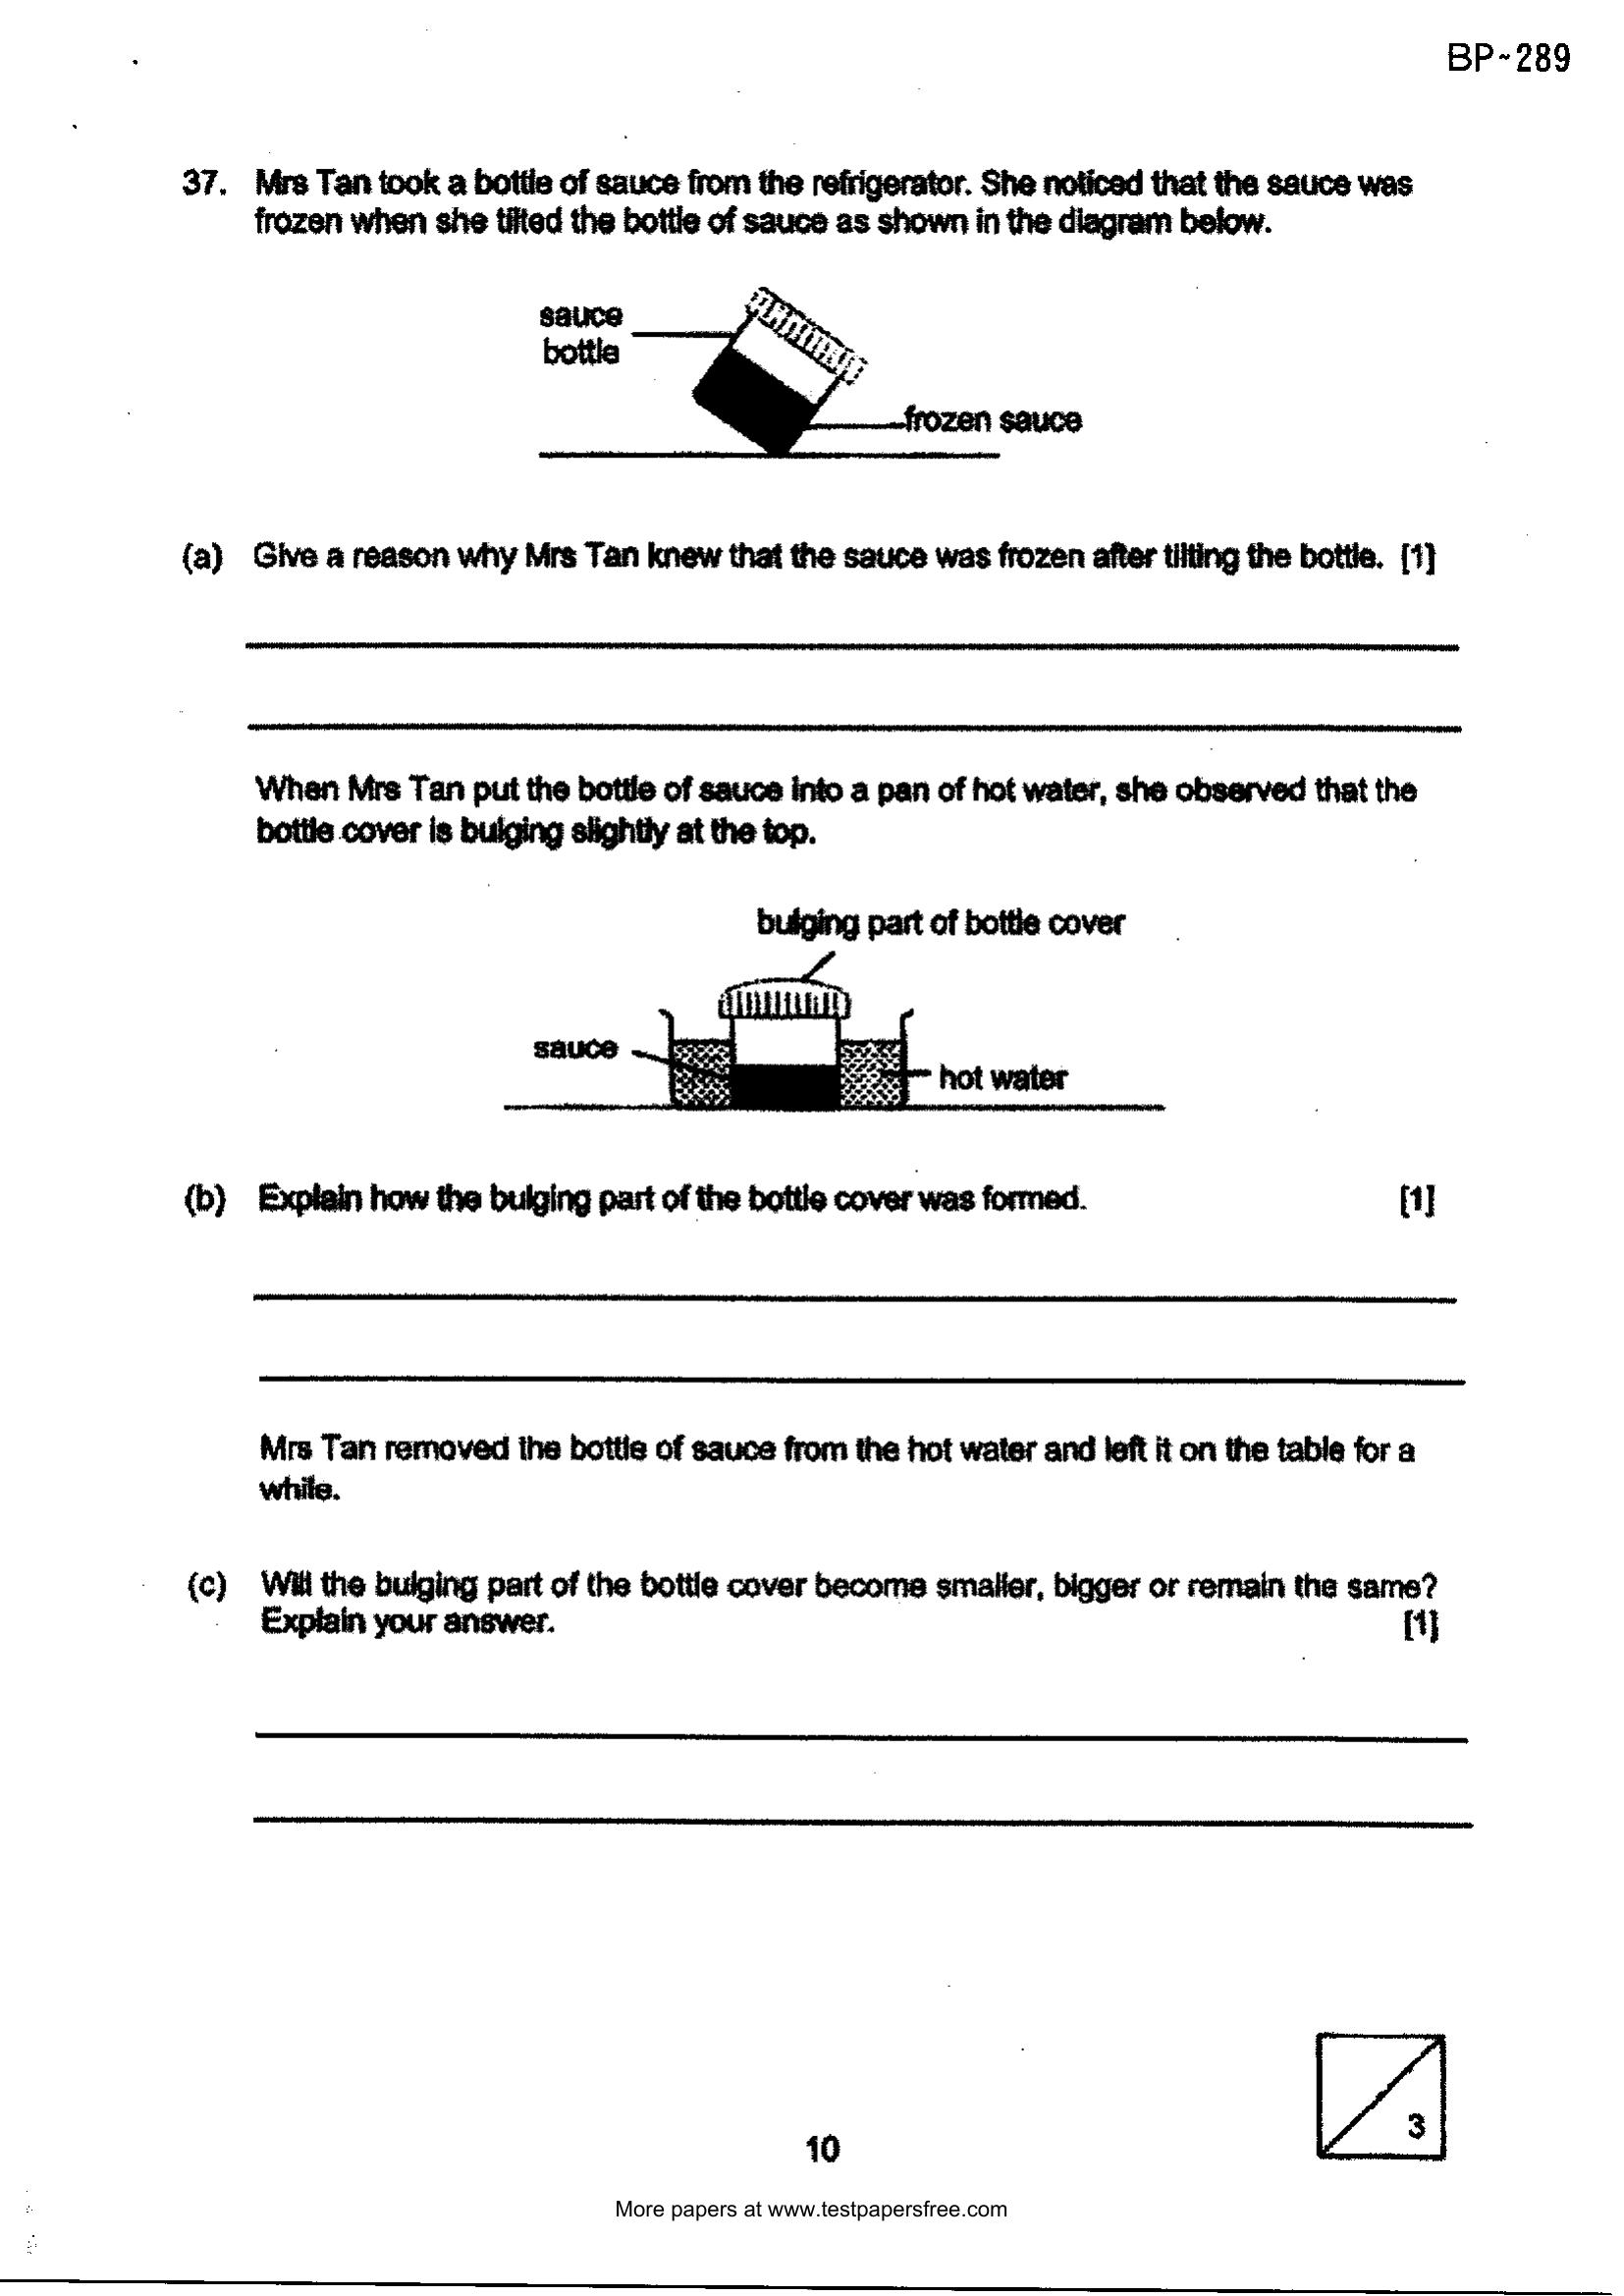 BP~289
37. Mrs Tan took a bottle of sauce from the refrigerator. She noticed that the sauce was
frozen when she tilted the bottle of sauce as shown in the diagram below.
sauce
bottle
frozen sauce
(a) Give a reason why Mrs Tan knew that the sauce was frozen after tilting the bottle. [1]
When Mrs Tan put the bottle of sauce into a pan of hot water, she observed that the
bottle cover is bulging slightly at the top.
bulging part of bottle cover
sauce
hot water
(b) Explain how the bulging part of the bottle cover was formed. [1]
Mrs Tan removed the bottle of sauce from the hot water and left it on the table for a
while.
(c) Will the bulging part of the bottle cover become smaller, bigger or remain the same?
Explain your answer. [1]
3
10
More papers at www.testpapersfree.com